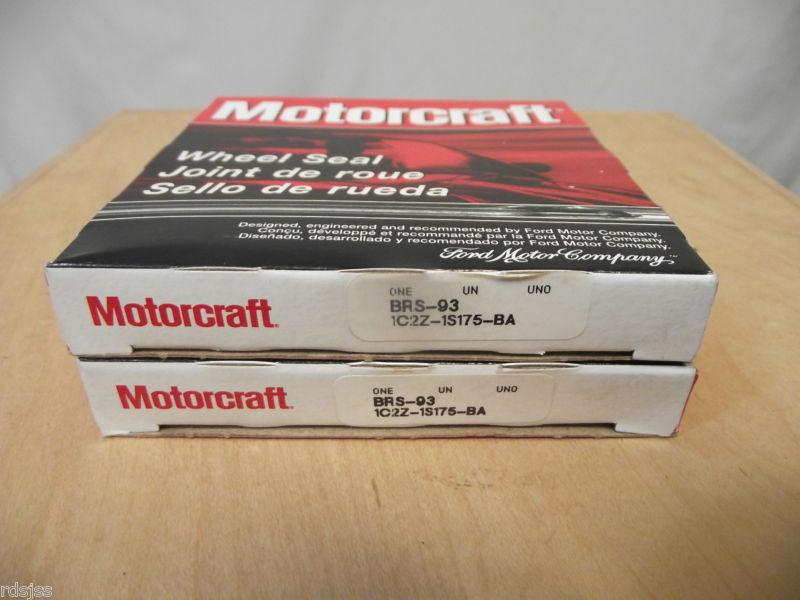 Motorcraft
Wheel Seal
Joint de roue
Sello de rueda
Designed, engineered and recommended by Ford Motor Company.
Conçu, développé et recommandé par la Ford Motor Company.
Diseñado, desarrollado y recomendado por Ford Motor Company.
Ford Motor Company,™
Motorcraft®
ONE UN UNO
BRS-93
1C2Z-1S175-BA
Motorcraft®
ONE UN UNO
BRS-93
1C2Z-1S175-BA
rdsjss